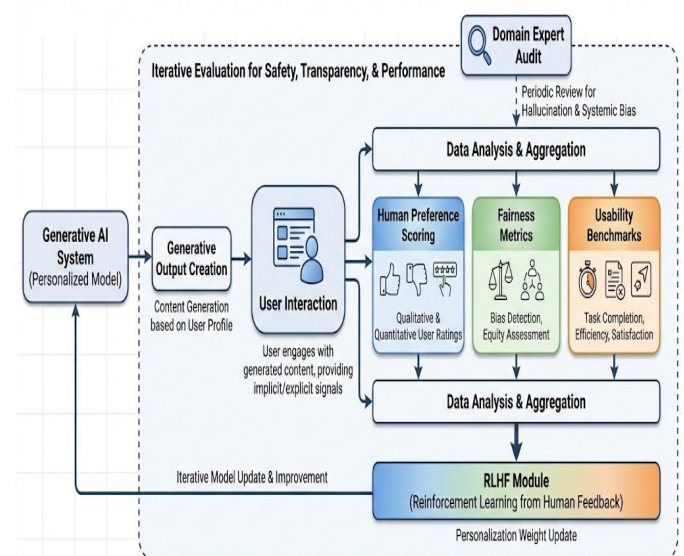 Domain Expert
Audit
Iterative Evaluation for Safety, Transparency, & Performance
Periodic Review for
Hallucination & Systemic Bias
Data Analysis & Aggregation
Generative AI
System
(Personalized Model)
Generative
Output Creation
Content Generation
based on User Profile
User Interaction
User engages with
generated content, providing
implicit/explicit signals
Human Preference
Scoring
Qualitative &
Quantitative User Ratings
Fairness
Metrics
Bias Detection,
Equity Assessment
Usability
Benchmarks
Task Completion,
Efficiency, Satisfaction
Data Analysis & Aggregation
Iterative Model Update & Improvement
RLHF Module
(Reinforcement Learning from Human Feedback)
Personalization Weight Update